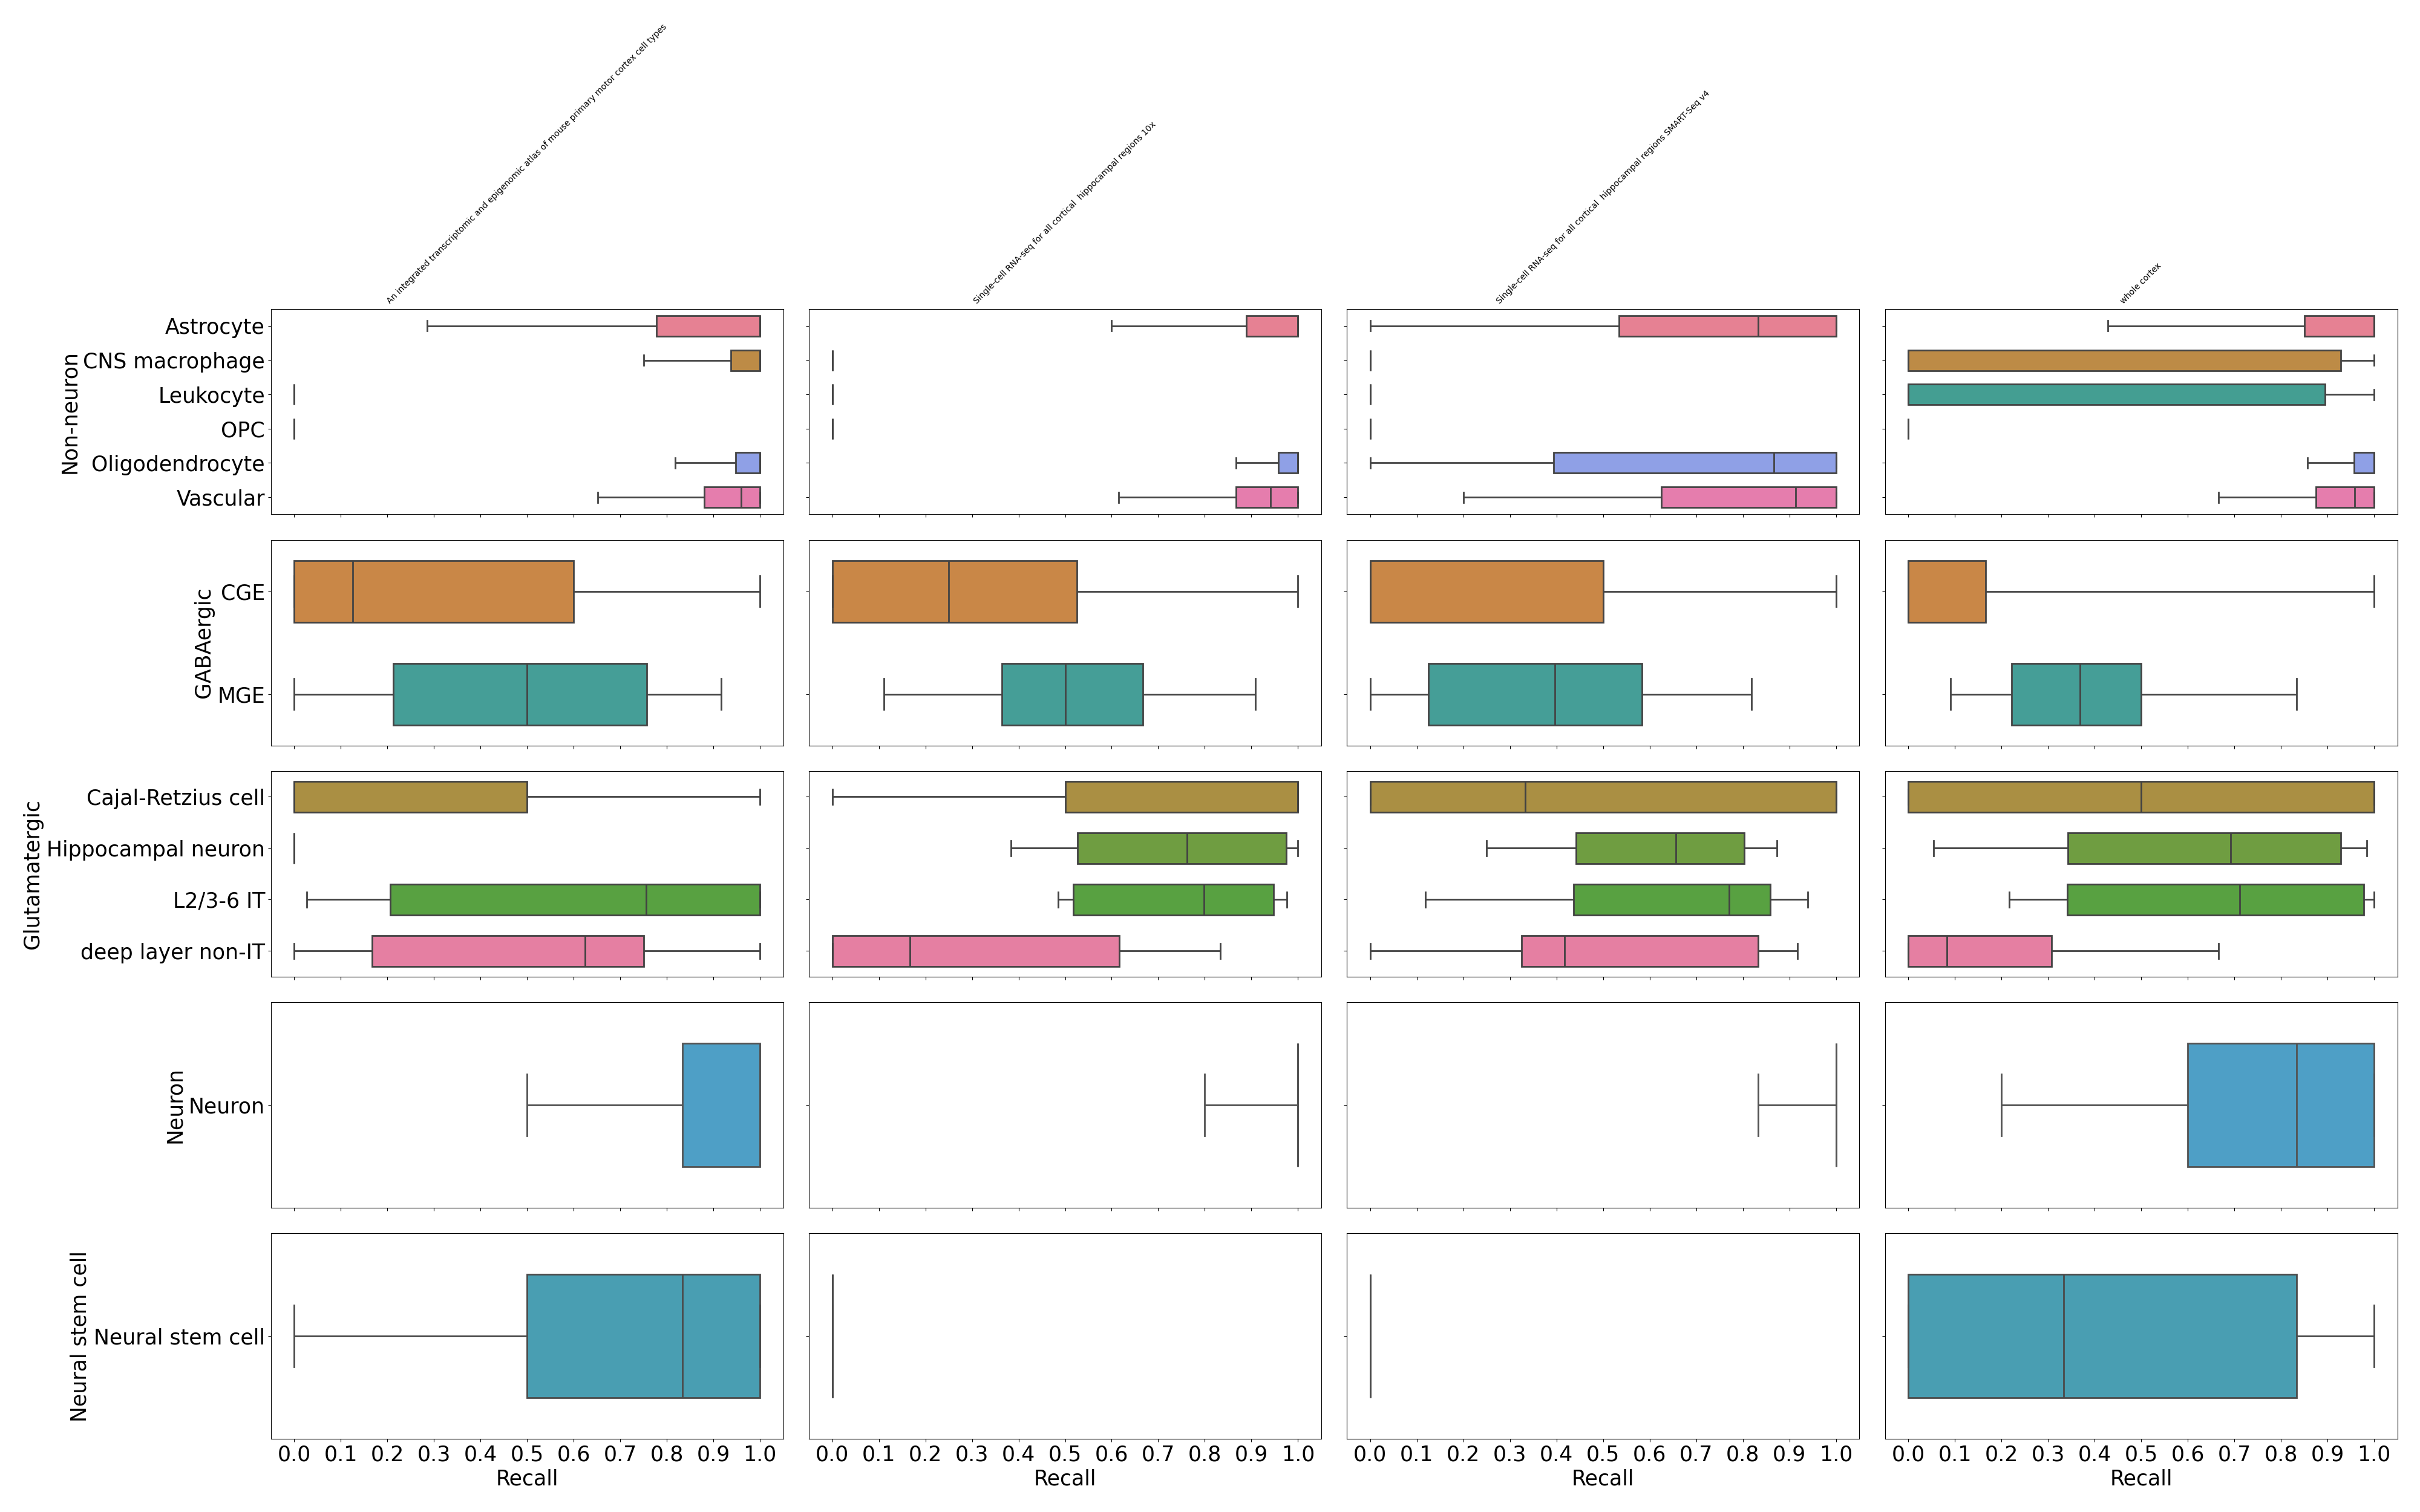 An integrated transcriptomic and epigenomic atlas of mouse primary motor cortex cell types
Single-cell RNA-seq for all cortical  hippocampal regions 10x
Single-cell RNA-seq for all cortical  hippocampal regions SMART-Seq v4
whole cortex
Non-neuron
Astrocyte
CNS macrophage
Leukocyte
OPC
Oligodendrocyte
Vascular
GABAergic
CGE
MGE
Glutamatergic
Cajal-Retzius cell
Hippocampal neuron
L2/3-6 IT
deep layer non-IT
Neuron
Neuron
Neural stem cell
Neural stem cell
0.0 0.1 0.2 0.3 0.4 0.5 0.6 0.7 0.8 0.9 1.0
0.0 0.1 0.2 0.3 0.4 0.5 0.6 0.7 0.8 0.9 1.0
0.0 0.1 0.2 0.3 0.4 0.5 0.6 0.7 0.8 0.9 1.0
0.0 0.1 0.2 0.3 0.4 0.5 0.6 0.7 0.8 0.9 1.0
Recall
Recall
Recall
Recall